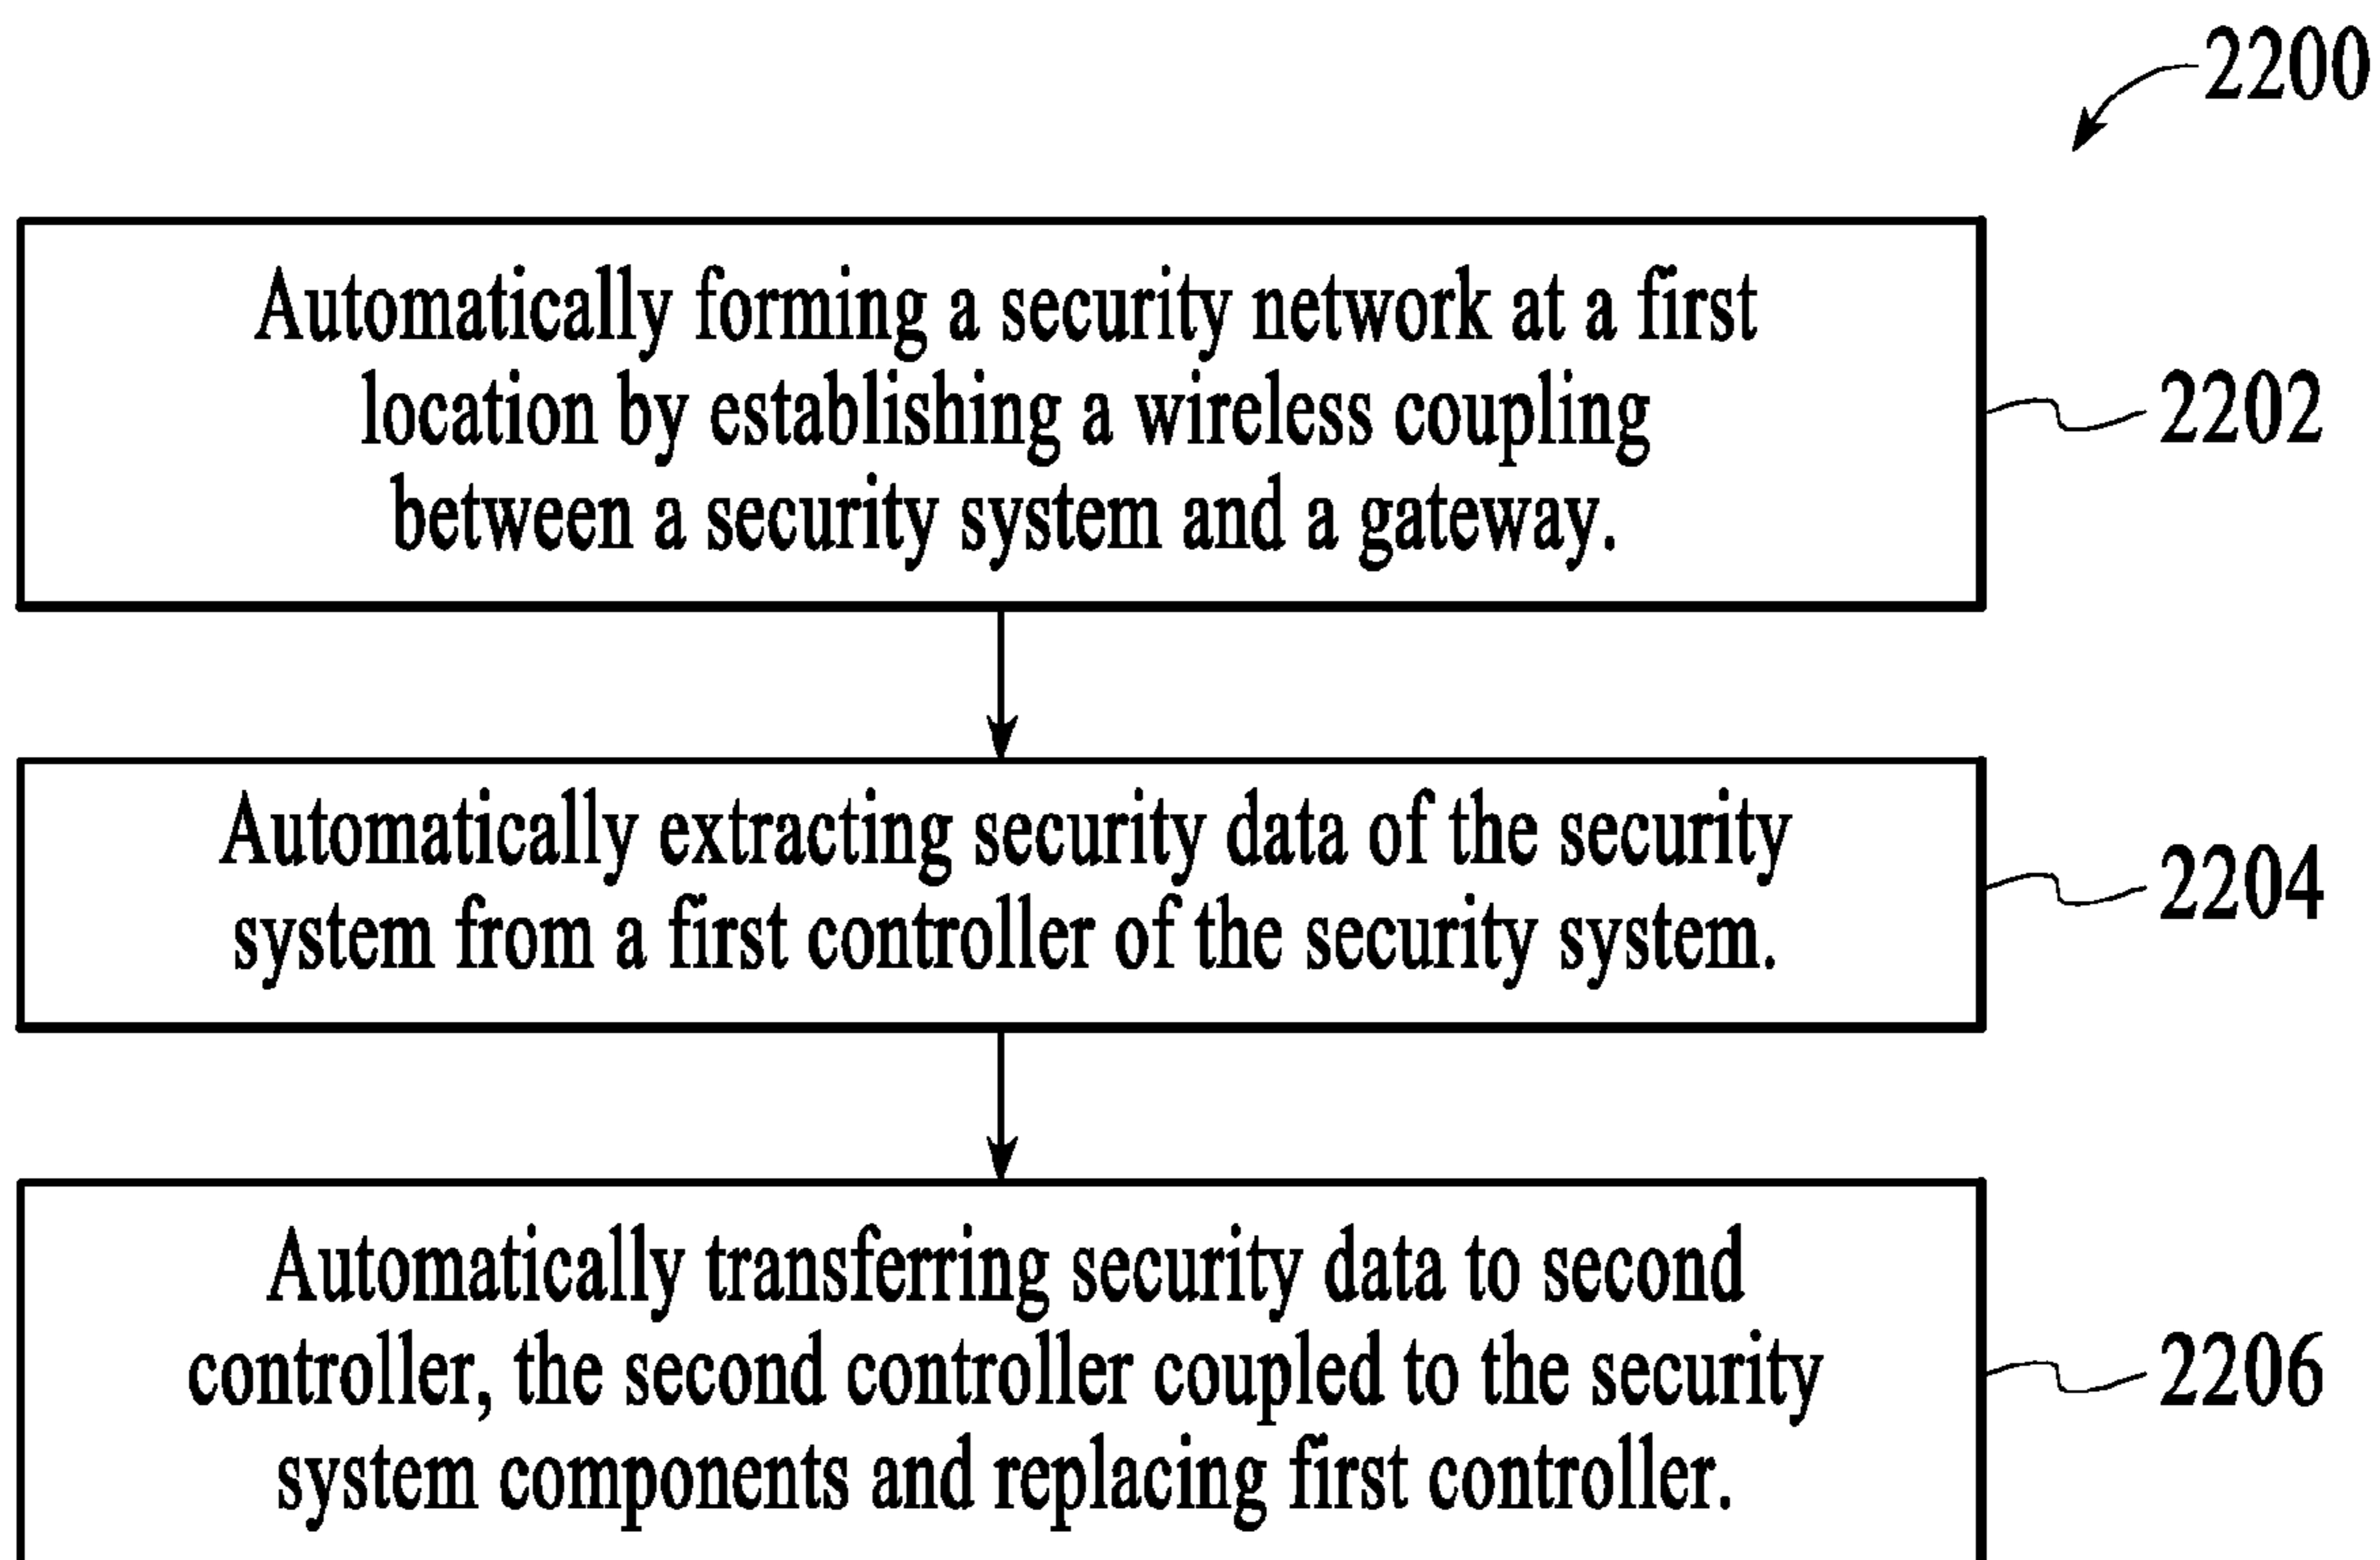 2200
Automatically forming a security network at a first
location by establishing a wireless coupling
between a security system and a gateway.
2202
Automatically extracting security data of the security
system from a first controller of the security system.
2204
Automatically transferring security data to second
controller, the second controller coupled to the security
system components and replacing first controller.
2206